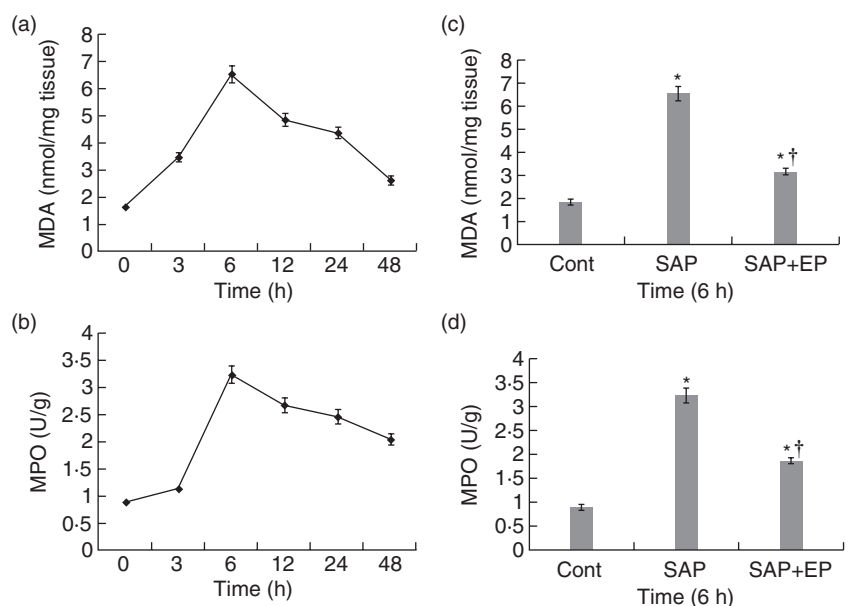 (a)
MDA (nmol/mg tissue)
8
7
6
5
4
3
2
1
0
0 3 6 12 24 48
Time (h)
(c)
MDA (nmol/mg tissue)
8
7
6
5
4
3
2
1
0
*
*†
Cont SAP SAP+EP
Time (6 h)
(b)
MPO (U/g)
4
3·5
3
2·5
2
1·5
1
0·5
0
0 3 6 12 24 48
Time (h)
(d)
MPO (U/g)
4
3·5
3
2·5
2
1·5
1
0·5
0
*
*†
Cont SAP SAP+EP
Time (6 h)